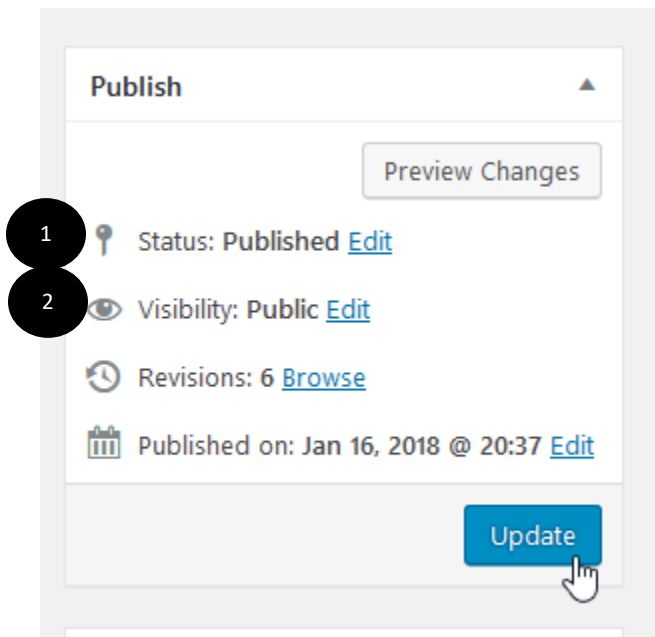 Publish
Preview Changes
1 Status: Published Edit
2 Visibility: Public Edit
Revisions: 6 Browse
Published on: Jan 16, 2018 @ 20:37 Edit
Update